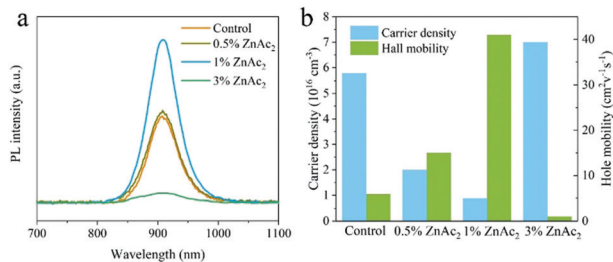 a
Control
0.5% ZnAc2
1% ZnAc2
3% ZnAc2
PL intensity (a.u.)
700 800 900 1000 1100
Wavelength (nm)
b
Carrier density
Hall mobility
Carrier density (10^16 cm^-3)
8
7
6
5
4
3
2
1
0
Hole mobility (cm^2v^-1s^-1)
40
30
20
10
0
Control 0.5% ZnAc2 1% ZnAc2 3% ZnAc2